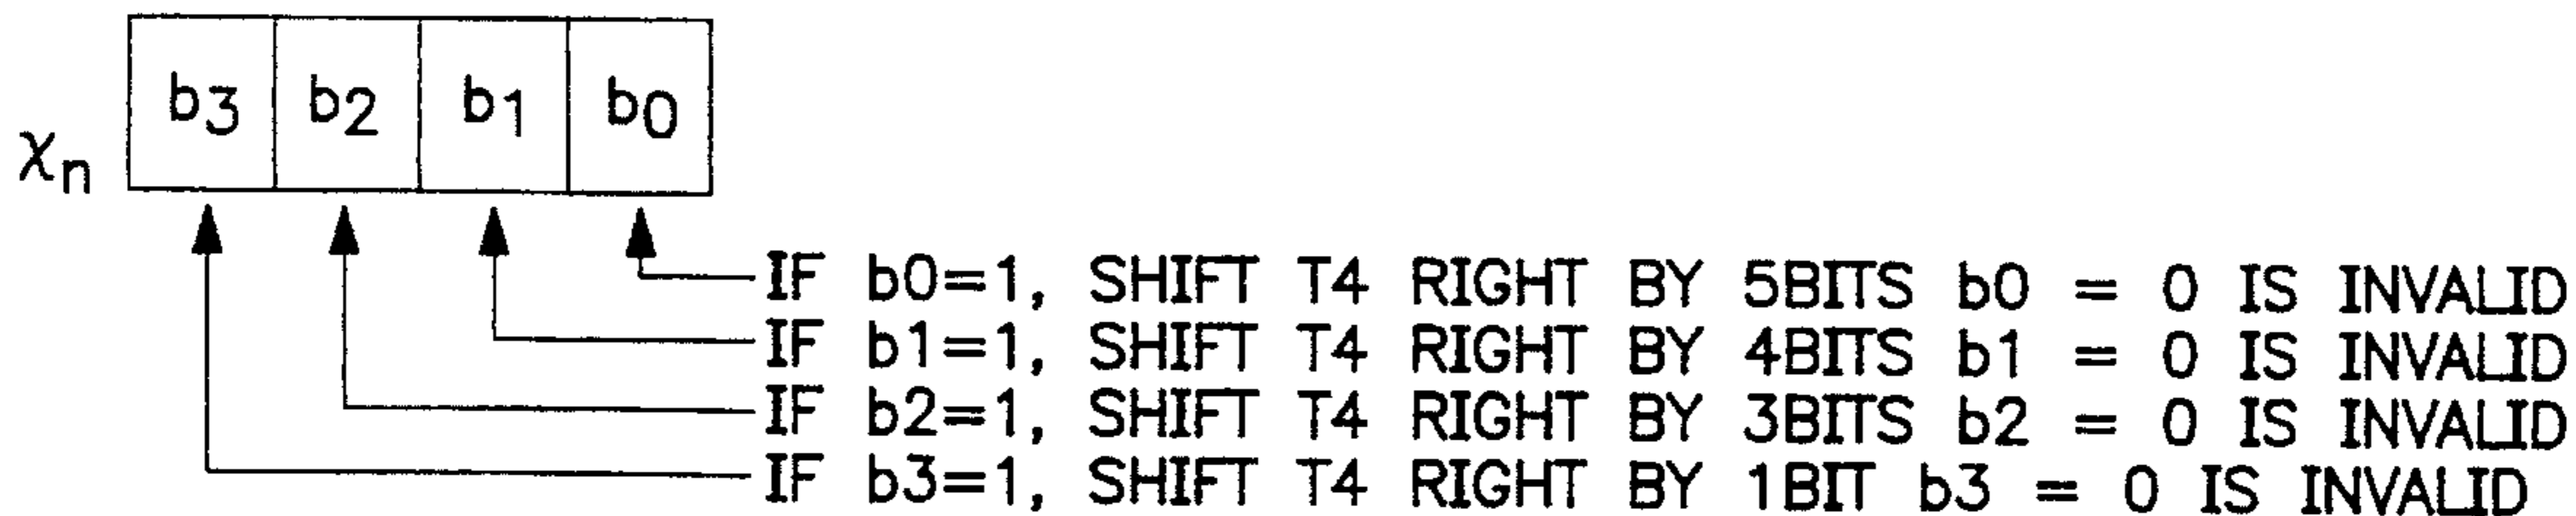 b3 b2 b1 b0
χn
IF b0=1, SHIFT T4 RIGHT BY 5BITS b0 = 0 IS INVALID
IF b1=1, SHIFT T4 RIGHT BY 4BITS b1 = 0 IS INVALID
IF b2=1, SHIFT T4 RIGHT BY 3BITS b2 = 0 IS INVALID
IF b3=1, SHIFT T4 RIGHT BY 1BIT b3 = 0 IS INVALID